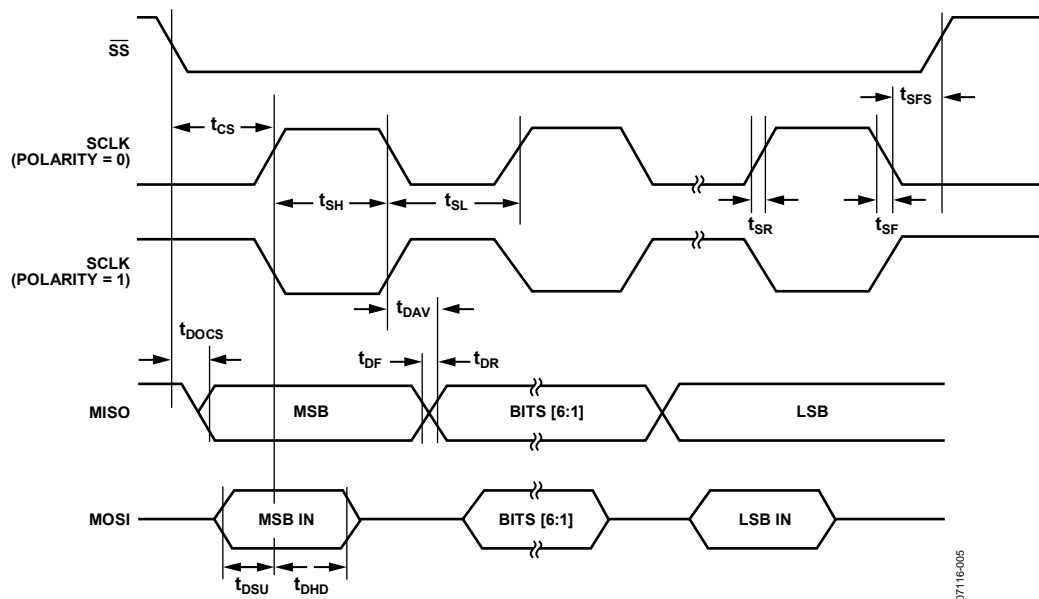 SS
tSFS
tCS
SCLK
(POLARITY = 0)
tSH
tSL
tSR
tSF
SCLK
(POLARITY = 1)
tDAV
tDOCS
tDF
tDR
MISO
MSB
BITS [6:1]
LSB
MOSI
MSB IN
BITS [6:1]
LSB IN
tDSU
tDHD
07116-005